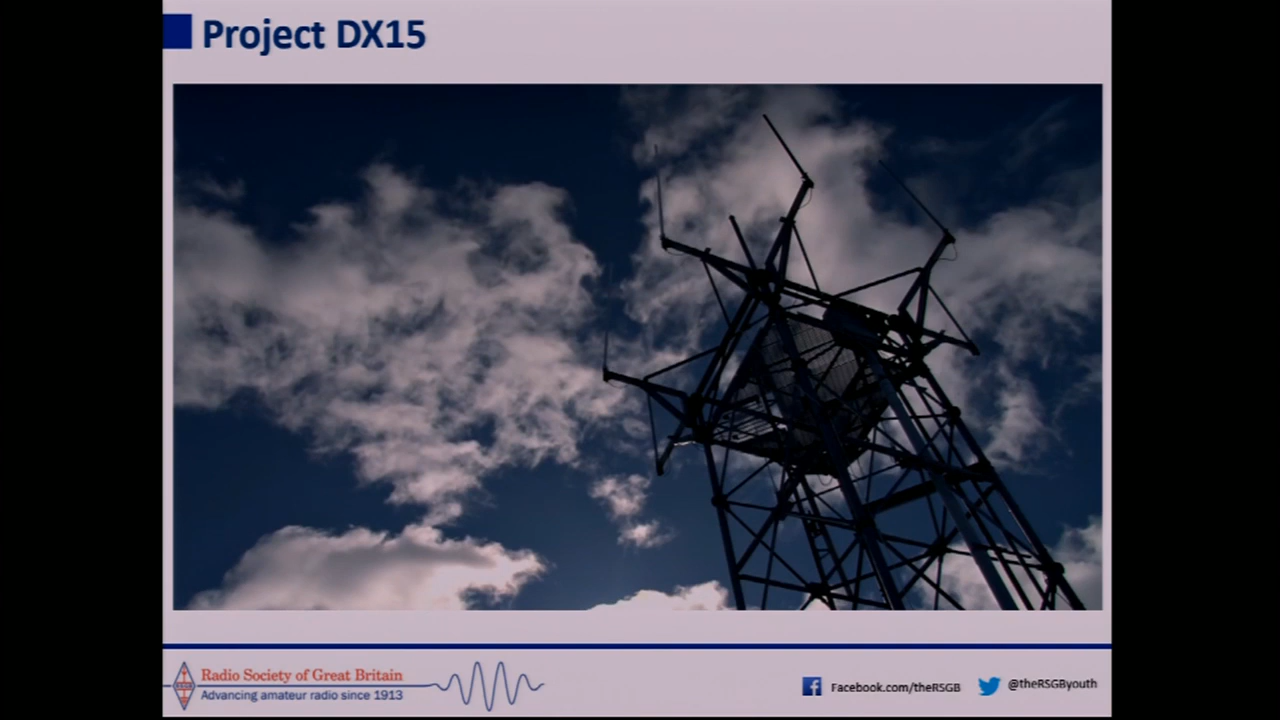 Project DX15
Radio Society of Great Britain
Advancing amateur radio since 1913
Facebook.com/theRSGB
@theRSGByouth